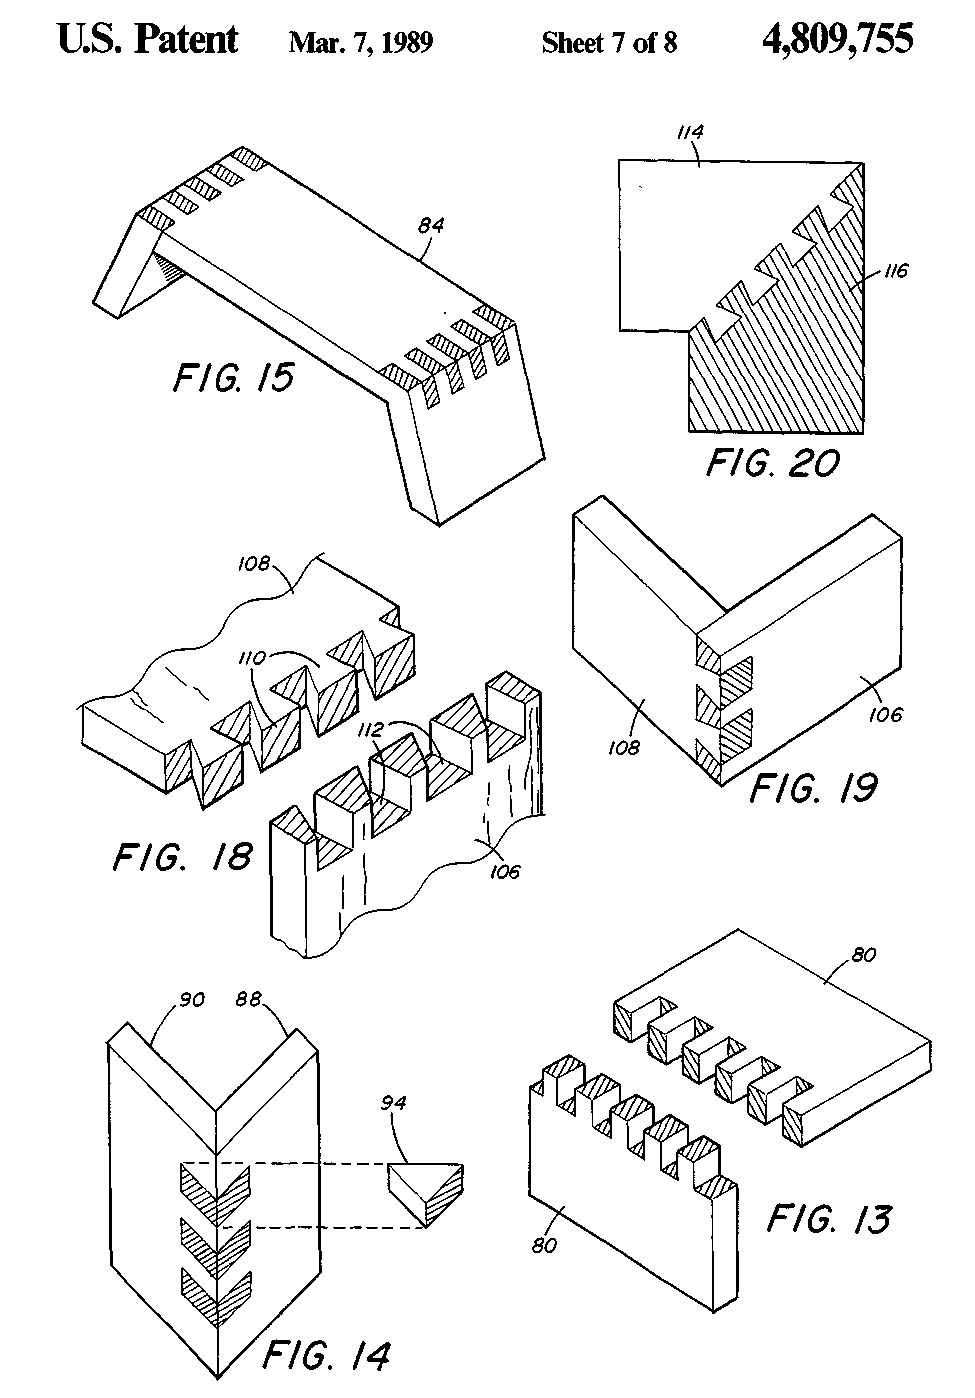 U.S. Patent Mar. 7, 1989 Sheet 7 of 8 4,809,755
114
84
116
FIG. 15
FIG. 20
108
110
112
106
108
106
FIG. 19
FIG. 18
80
90 88
94
80
FIG. 13
FIG. 14